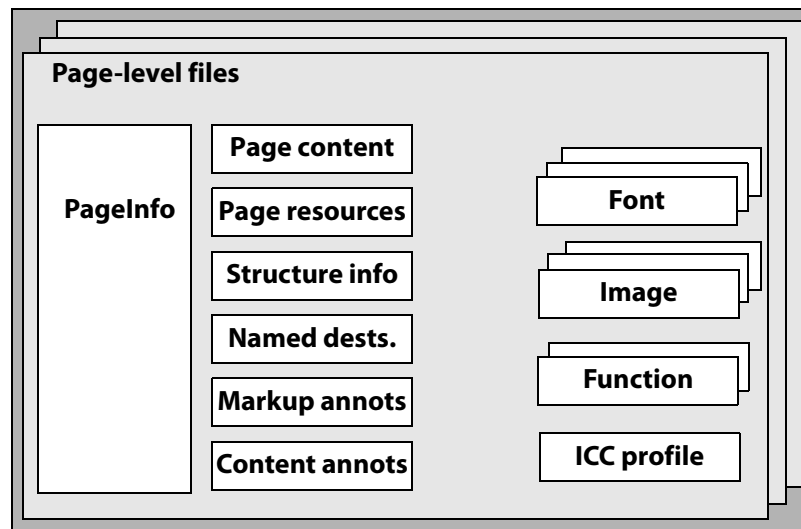 Page-level files
PageInfo
Page content
Page resources
Structure info
Named dests.
Markup annots
Content annots
Font
Image
Function
ICC profile